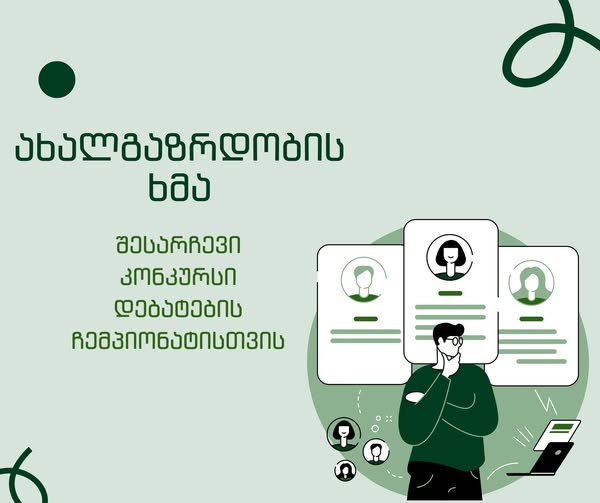 ახალგაზრდობის
ხმა
შესარჩევი
კონკურსი
დებატების
ჩემპიონატისთვის